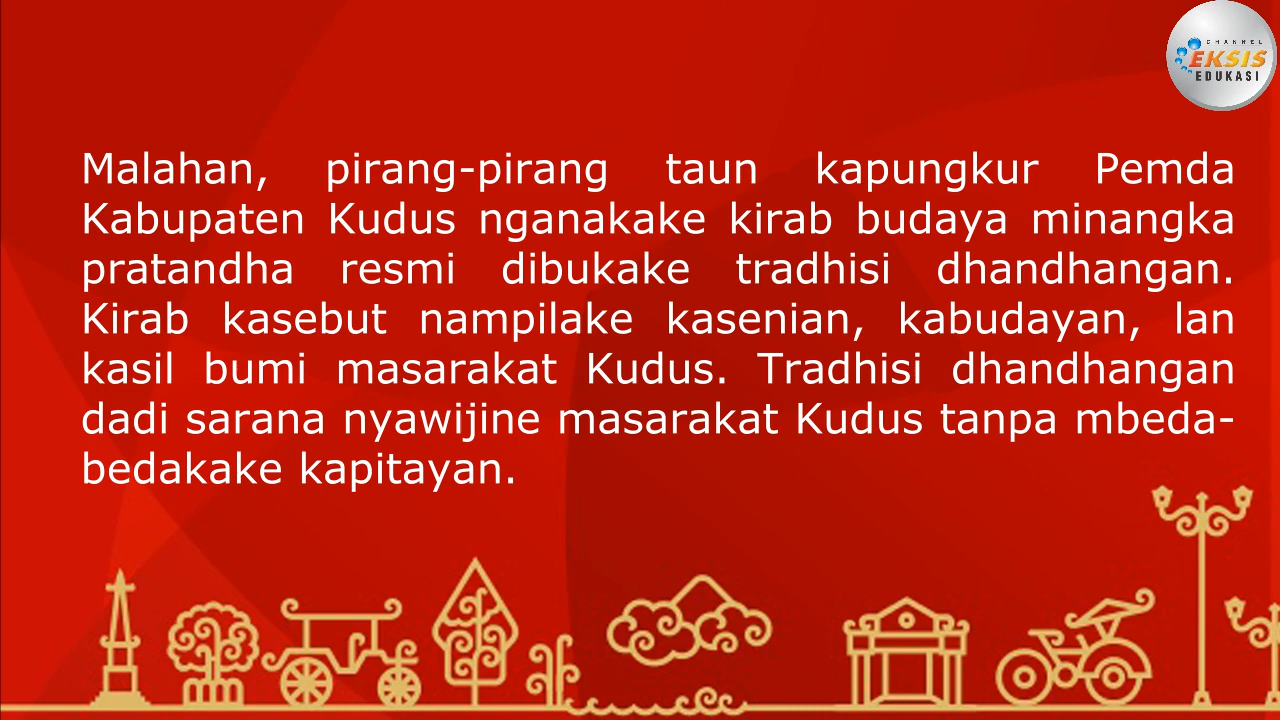 CHANNEL
EKSIS
EDUKASI
Malahan, pirang-pirang taun kapungkur Pemda
Kabupaten Kudus nganakake kirab budaya minangka
pratandha resmi dibukake tradhisi dhandhangan.
Kirab kasebut nampilake kasenian, kabudayan, lan
kasil bumi masarakat Kudus. Tradhisi dhandhangan
dadi sarana nyawijine masarakat Kudus tanpa mbeda-
bedakake kapitayan.